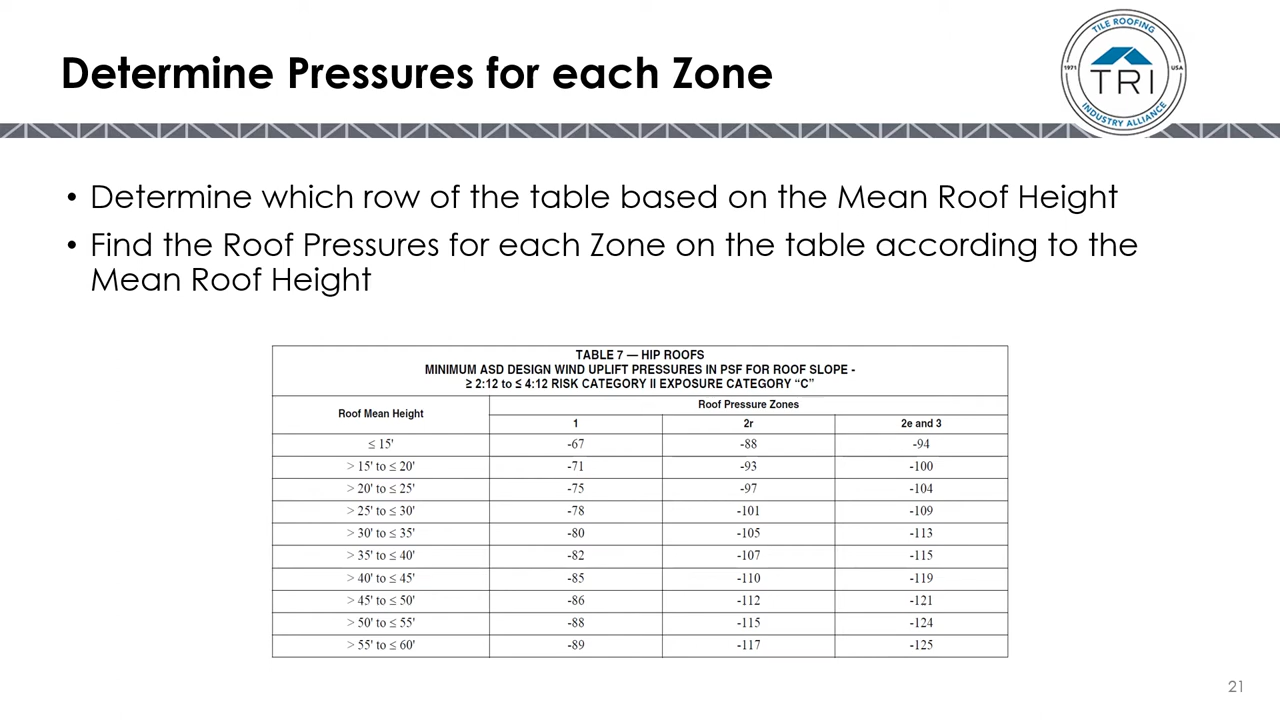 Determine Pressures for each Zone
TILE ROOFING
1971 TRI USA
INDUSTRY ALLIANCE
• Determine which row of the table based on the Mean Roof Height
• Find the Roof Pressures for each Zone on the table according to the
Mean Roof Height
TABLE 7 — HIP ROOFS
MINIMUM ASD DESIGN WIND UPLIFT PRESSURES IN PSF FOR ROOF SLOPE -
≥ 2:12 to ≤ 4:12 RISK CATEGORY II EXPOSURE CATEGORY “C”
Roof Mean Height
Roof Pressure Zones
1 2r 2e and 3
≤ 15' -67 -88 -94
> 15' to ≤ 20' -71 -93 -100
> 20' to ≤ 25' -75 -97 -104
> 25' to ≤ 30' -78 -101 -109
> 30' to ≤ 35' -80 -105 -113
> 35' to ≤ 40' -82 -107 -115
> 40' to ≤ 45' -85 -110 -119
> 45' to ≤ 50' -86 -112 -121
> 50' to ≤ 55' -88 -115 -124
> 55' to ≤ 60' -89 -117 -125
21